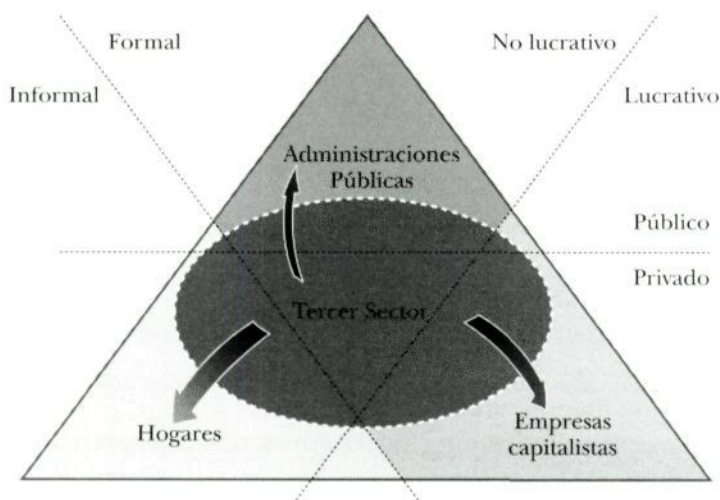 Formal
No lucrativo
Informal
Lucrativo
Administraciones
Públicas
Público
Privado
Tercer Sector
Hogares
Empresas
capitalistas